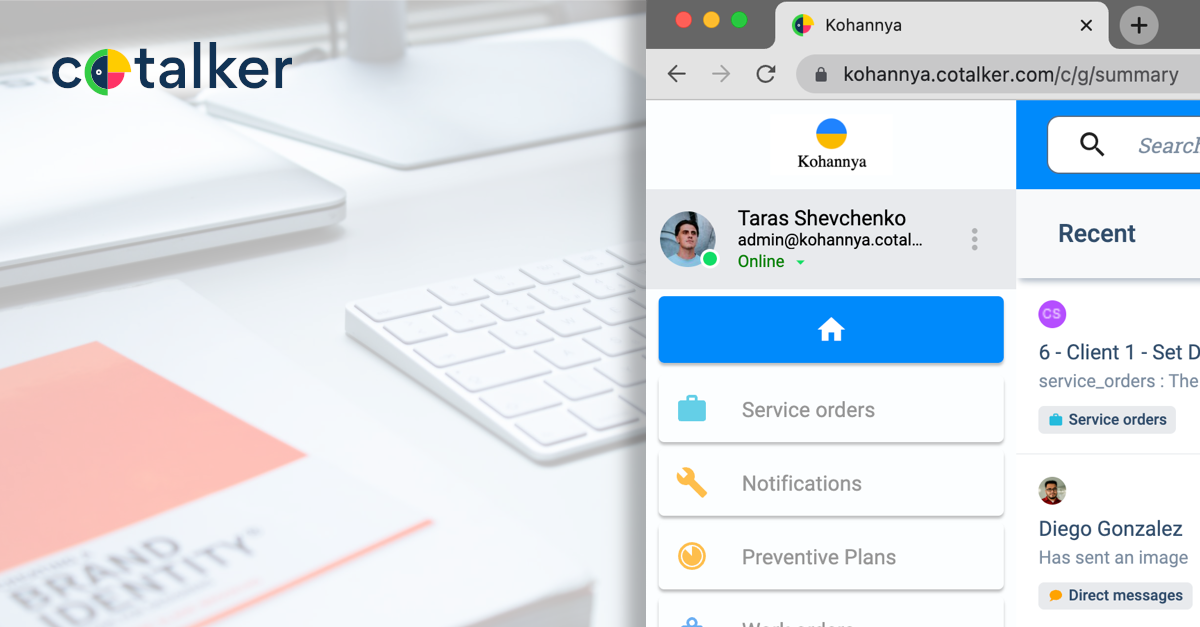 cotalker
BRAND
IDENTITY
Kohannya
kohannya.cotalker.com/c/g/summary
Kohannya
Search
Taras Shevchenko
admin@kohannya.cotal...
Online
Recent
CS
6 - Client 1 - Set D
service_orders : The
Service orders
Service orders
Notifications
Diego Gonzalez
Preventive Plans
Has sent an image
Direct messages
Work orders